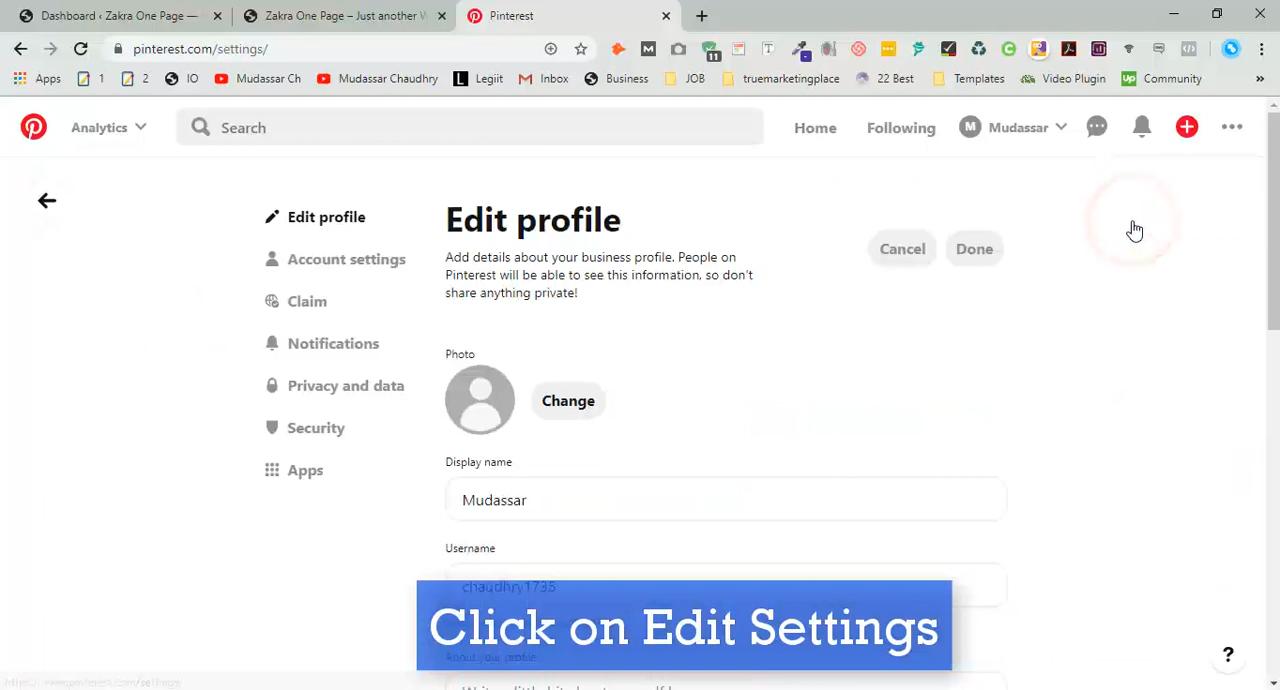 Dashboard ‹ Zakra One Page —
Zakra One Page – Just another W
Pinterest
pinterest.com/settings/
11
Apps
1
2
IO
Mudassar Ch
Mudassar Chaudhry
Legiit
Inbox
Business
JOB
truemarketingplace
22 Best
Templates
Video Plugin
Community
Analytics
Search
Home
Following
M
Mudassar
Edit profile
Account settings
Claim
Notifications
Privacy and data
Security
Apps
Edit profile
Add details about your business profile. People on
Pinterest will be able to see this information, so don't
share anything private!
Cancel
Done
Photo
Change
Display name
Mudassar
Username
chaudhry1735
Click on Edit Settings
About your profile
?